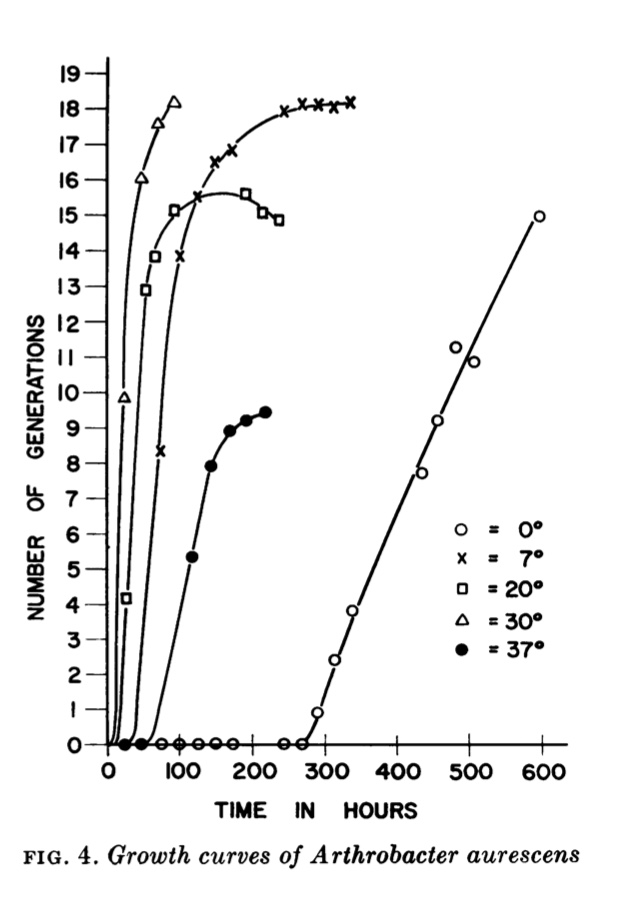 19
18
17
16
15
14
13
12
11
10
9
8
7
6
5
4
3
2
1
0
NUMBER OF GENERATIONS
○ = 0°
x = 7°
□ = 20°
△ = 30°
● = 37°
0 100 200 300 400 500 600
TIME IN HOURS
FIG. 4. Growth curves of Arthrobacter aurescens